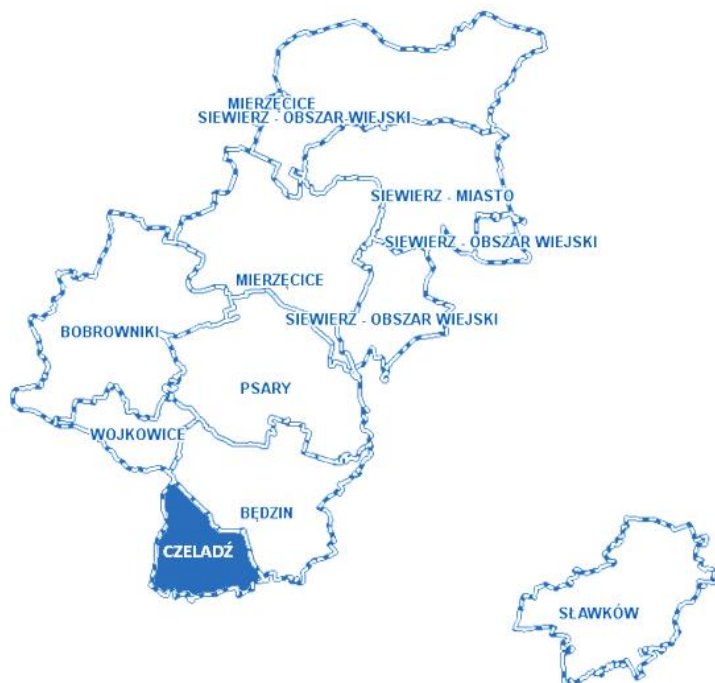 MIERZĘCICE
SIEWIERZ - OBSZAR WIEJSKI
SIEWIERZ - MIASTO
SIEWIERZ - OBSZAR WIEJSKI
MIERZĘCICE
SIEWIERZ - OBSZAR WIEJSKI
BOBROWNIKI
PSARY
WOJKOWICE
BĘDZIN
CZELADŹ
SŁAWKÓW